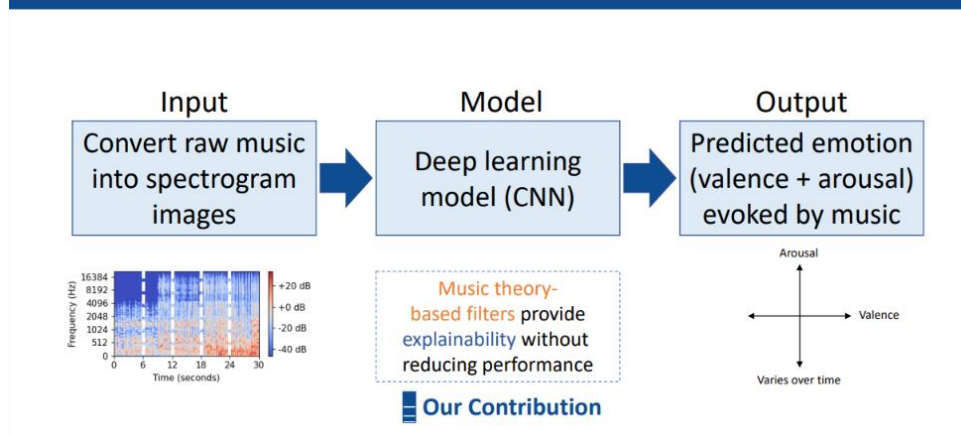 Input
Convert raw music
into spectrogram
images
Model
Deep learning
model (CNN)
Output
Predicted emotion
(valence + arousal)
evoked by music
Frequency (Hz)
16384
8192
4096
2048
1024
512
0
0 6 12 18 24 30
Time (seconds)
+20 dB
+0 dB
-20 dB
-40 dB
Music theory-
based filters provide
explainability without
reducing performance
Our Contribution
Arousal
Valence
Varies over time